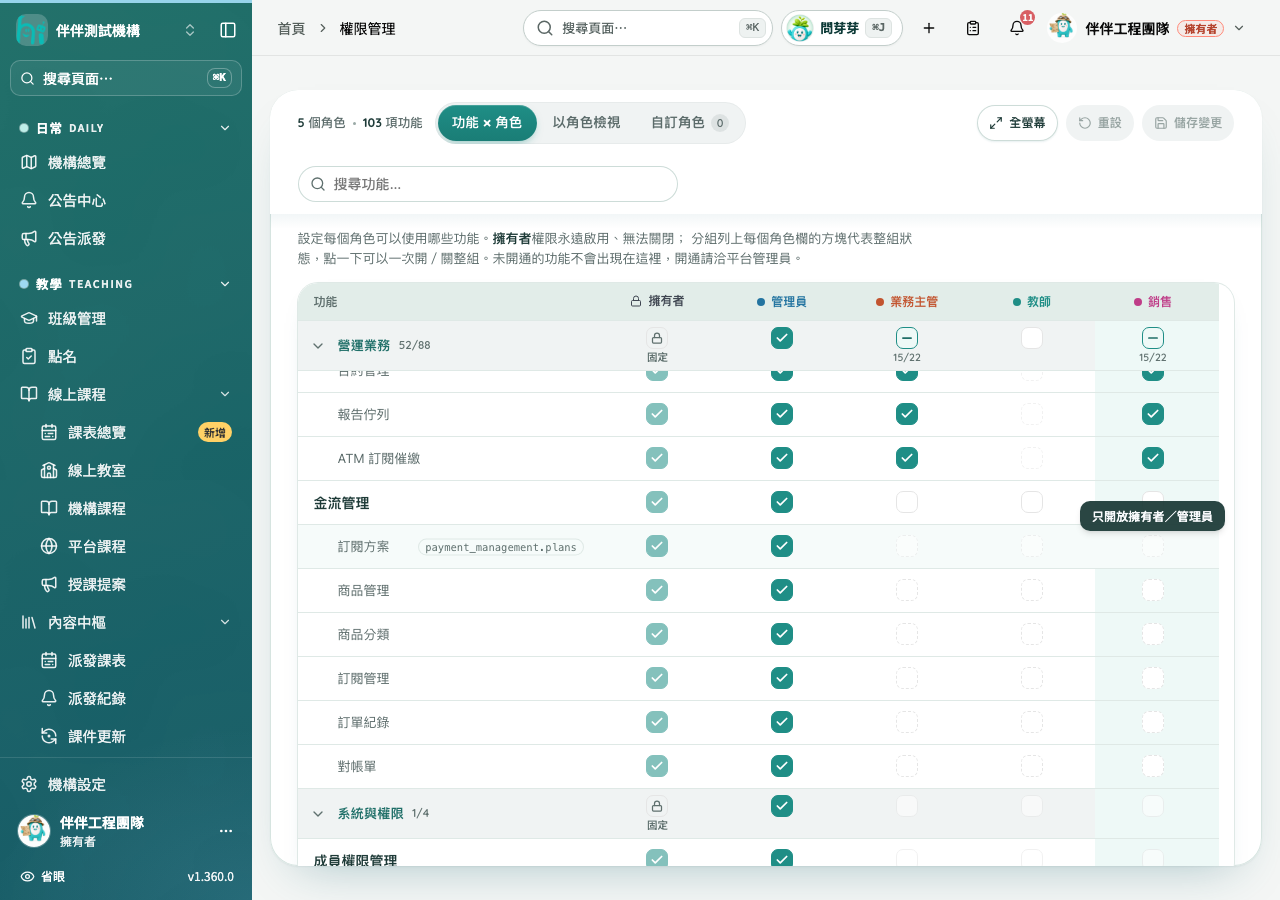 伴伴測試機構
搜尋頁面… ⌘K
日常 DAILY
機構總覽
公告中心
公告派發
教學 TEACHING
班級管理
點名
線上課程
課表總覽 新增
線上教室
機構課程
平台課程
授課提案
內容中樞
派發課表
派發紀錄
課件更新
機構設定
伴伴工程團隊
擁有者
省眼 v1.360.0
首頁 權限管理
搜尋頁面… ⌘K
問芽芽 ⌘J
11
伴伴工程團隊 擁有者
5 個角色 • 103 項功能
功能 × 角色 以角色檢視 自訂角色 0
全螢幕 重設 儲存變更
搜尋功能...
設定每個角色可以使用哪些功能。擁有者權限永遠啟用、無法關閉； 分組列上每個角色欄的方塊代表整組狀
態，點一下可以一次開 / 關整組。未開通的功能不會出現在這裡，開通請洽平台管理員。
功能 擁有者 管理員 業務主管 教師 銷售
營運業務 52/88 固定 15/22 15/22
合約管理
報告佇列
ATM 訂閱催繳
金流管理
只開放擁有者／管理員
訂閱方案 payment_management.plans
商品管理
商品分類
訂閱管理
訂單紀錄
對帳單
系統與權限 1/4 固定
成員權限管理